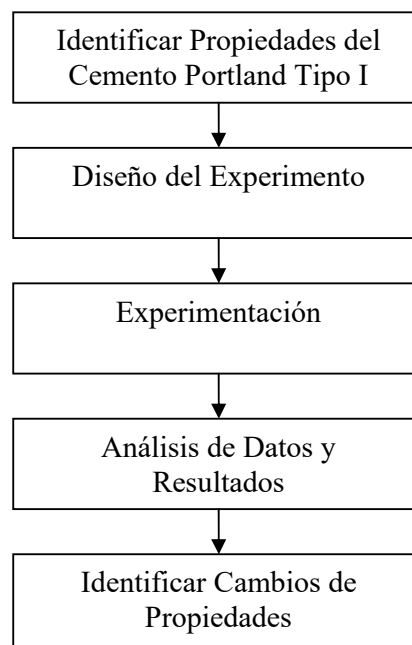 Identificar Propiedades del
Cemento Portland Tipo I
Diseño del Experimento
Experimentación
Análisis de Datos y
Resultados
Identificar Cambios de
Propiedades